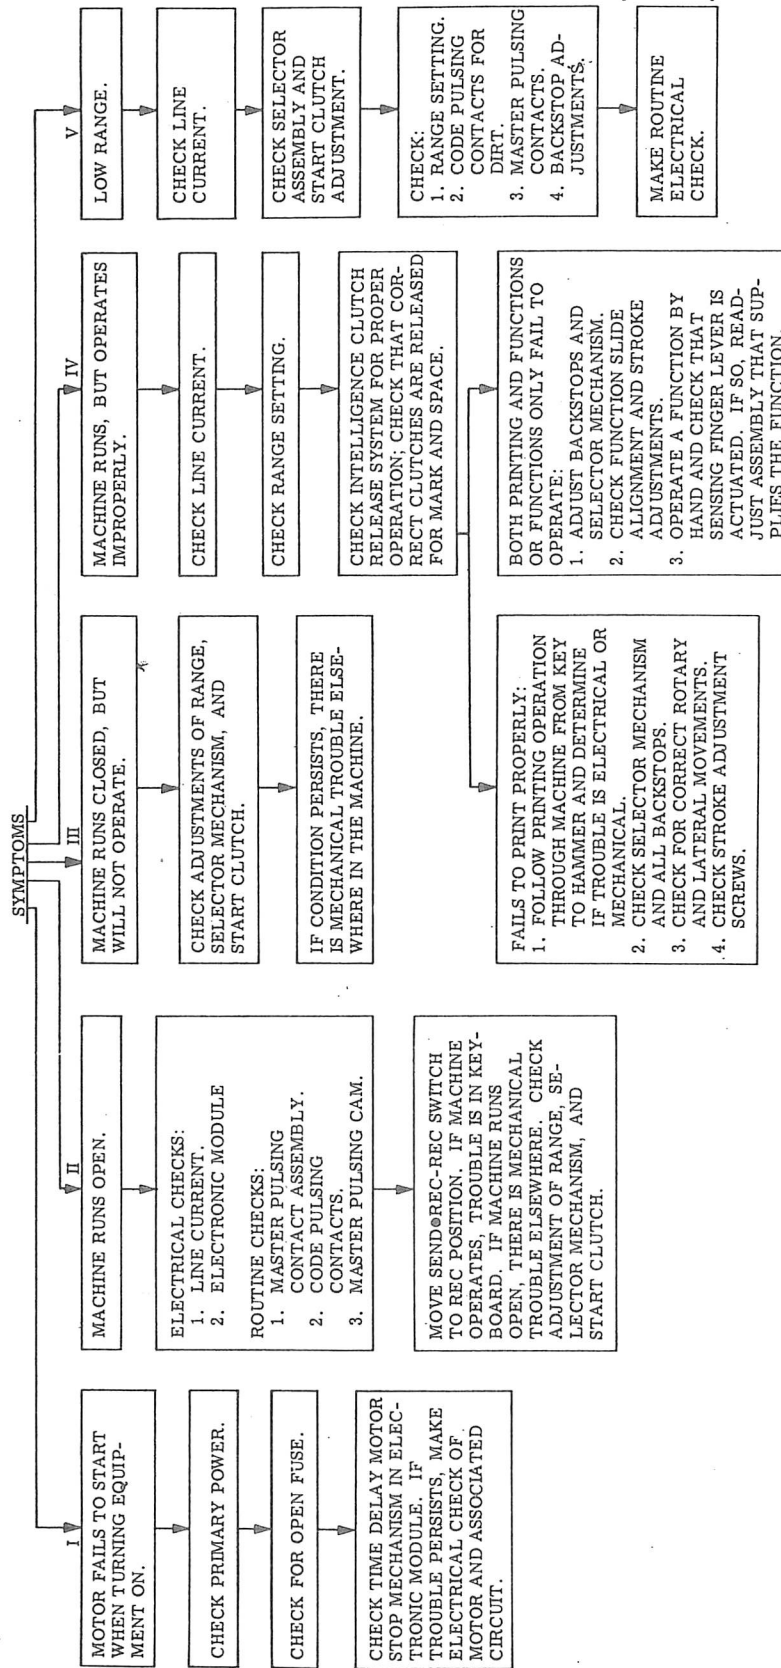 SYMPTOMS
I
MOTOR FAILS TO START
WHEN TURNING EQUIP-
MENT ON.
CHECK PRIMARY POWER.
CHECK FOR OPEN FUSE.
CHECK TIME DELAY MOTOR
STOP MECHANISM IN ELEC-
TRONIC MODULE. IF
TROUBLE PERSISTS, MAKE
ELECTRICAL CHECK OF
MOTOR AND ASSOCIATED
CIRCUIT.
II
MACHINE RUNS OPEN.
ELECTRICAL CHECKS:
1. LINE CURRENT.
2. ELECTRONIC MODULE
ROUTINE CHECKS:
1. MASTER PULSING
CONTACT ASSEMBLY.
2. CODE PULSING
CONTACTS.
3. MASTER PULSING CAM.
MOVE SEND●REC-REC SWITCH
TO REC POSITION. IF MACHINE
OPERATES, TROUBLE IS IN KEY-
BOARD. IF MACHINE RUNS
OPEN, THERE IS MECHANICAL
TROUBLE ELSEWHERE. CHECK
ADJUSTMENT OF RANGE, SE-
LECTOR MECHANISM, AND
START CLUTCH.
III
MACHINE RUNS CLOSED, BUT
WILL NOT OPERATE.
CHECK ADJUSTMENTS OF RANGE,
SELECTOR MECHANISM, AND
START CLUTCH.
IF CONDITION PERSISTS, THERE
IS MECHANICAL TROUBLE ELSE-
WHERE IN THE MACHINE.
IV
MACHINE RUNS, BUT OPERATES
IMPROPERLY.
CHECK LINE CURRENT.
CHECK RANGE SETTING.
CHECK INTELLIGENCE CLUTCH
RELEASE SYSTEM FOR PROPER
OPERATION; CHECK THAT COR-
RECT CLUTCHES ARE RELEASED
FOR MARK AND SPACE.
FAILS TO PRINT PROPERLY:
1. FOLLOW PRINTING OPERATION
THROUGH MACHINE FROM KEY
TO HAMMER AND DETERMINE
IF TROUBLE IS ELECTRICAL OR
MECHANICAL.
2. CHECK SELECTOR MECHANISM
AND ALL BACKSTOPS.
3. CHECK FOR CORRECT ROTARY
AND LATERAL MOVEMENTS.
4. CHECK STROKE ADJUSTMENT
SCREWS.
BOTH PRINTING AND FUNCTIONS
OR FUNCTIONS ONLY FAIL TO
OPERATE:
1. ADJUST BACKSTOPS AND
SELECTOR MECHANISM.
2. CHECK FUNCTION SLIDE
ALIGNMENT AND STROKE
ADJUSTMENTS.
3. OPERATE A FUNCTION BY
HAND AND CHECK THAT
SENSING FINGER LEVER IS
ACTUATED. IF SO, READ-
JUST ASSEMBLY THAT SUP-
PLIES THE FUNCTION.
V
LOW RANGE.
CHECK LINE
CURRENT.
CHECK SELECTOR
ASSEMBLY AND
START CLUTCH
ADJUSTMENT.
CHECK:
1. RANGE SETTING.
2. CODE PULSING
CONTACTS FOR
DIRT.
3. MASTER PULSING
CONTACTS.
4. BACKSTOP AD-
JUSTMENTS.
MAKE ROUTINE
ELECTRICAL
CHECK.